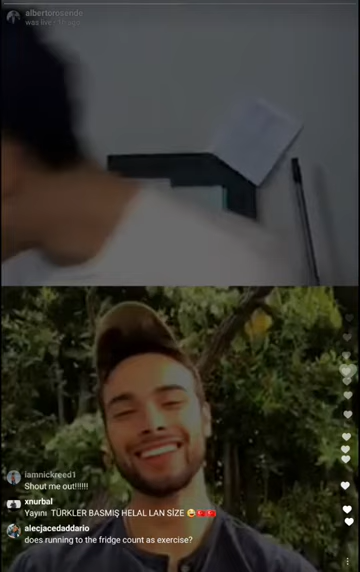 albertorosende
was live
iamnickreed1
Shout me out!!!!!!
xnurbal
Yayını TÜRKLER BASMIŞ HELAL LAN SİZE 😜🇹🇷🇹🇷
alecjacedaddario
does running to the fridge count as exercise?